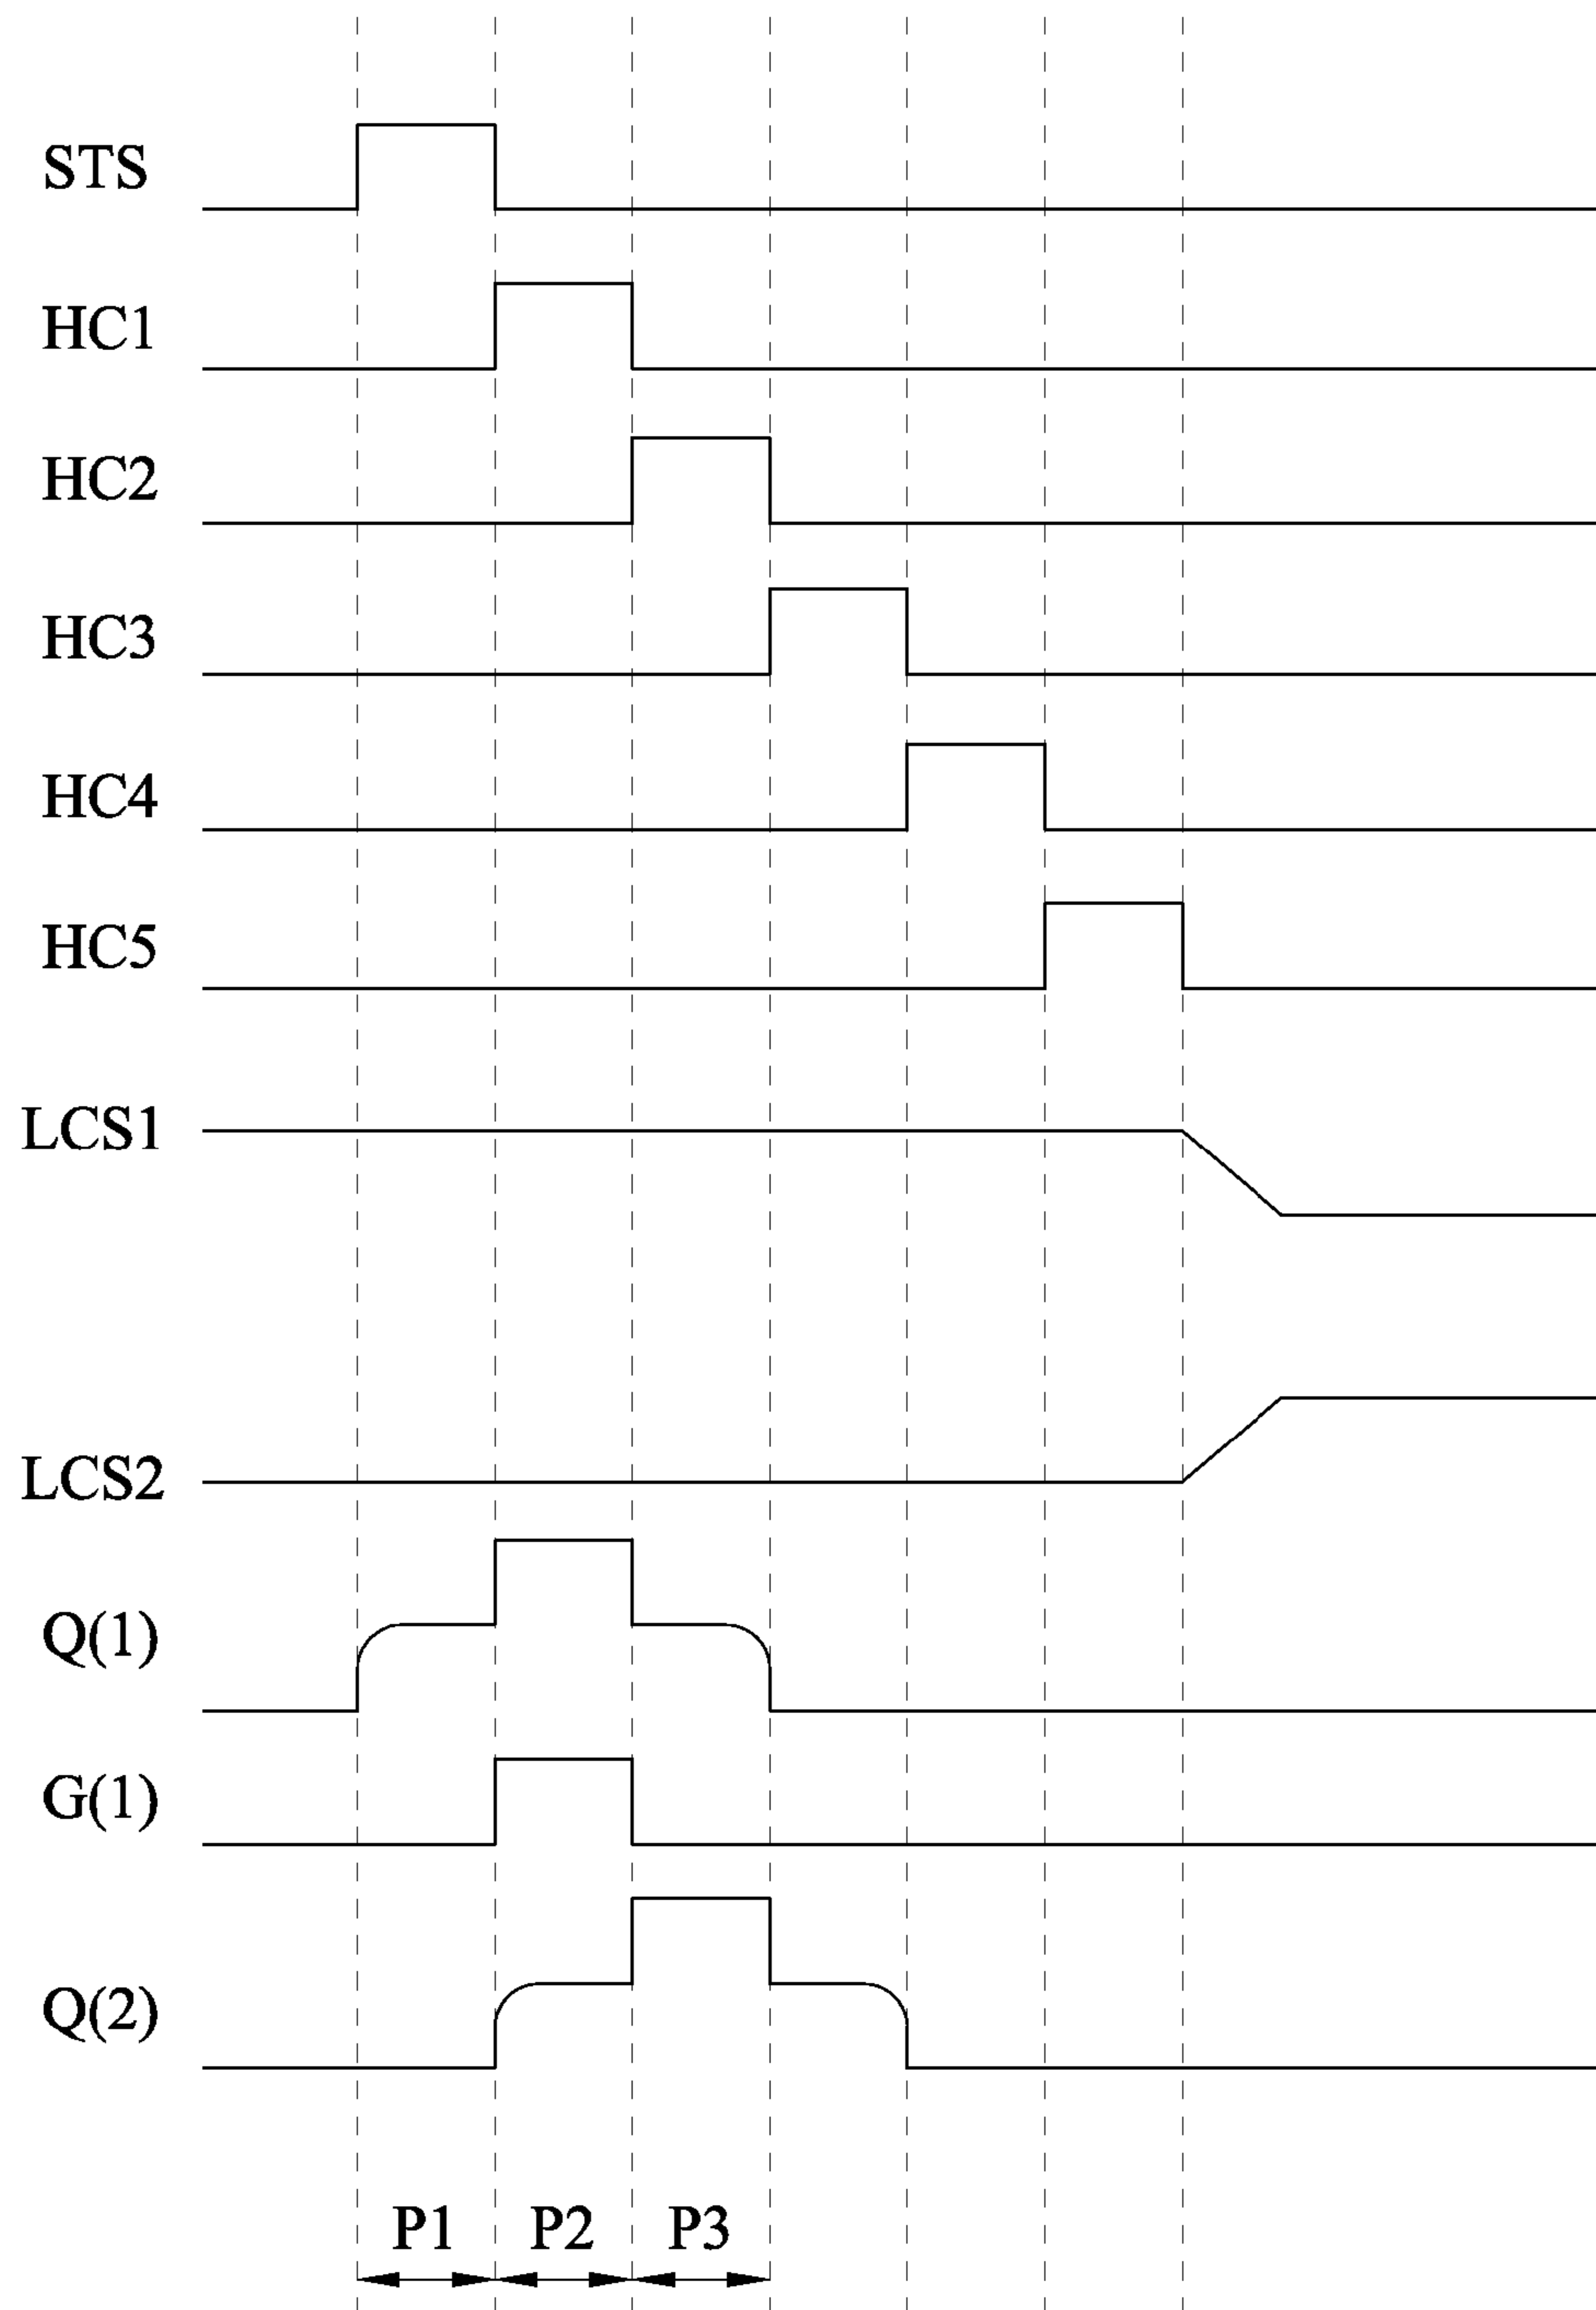 STS
HC1
HC2
HC3
HC4
HC5
LCS1
LCS2
Q(1)
G(1)
Q(2)
P1 P2 P3